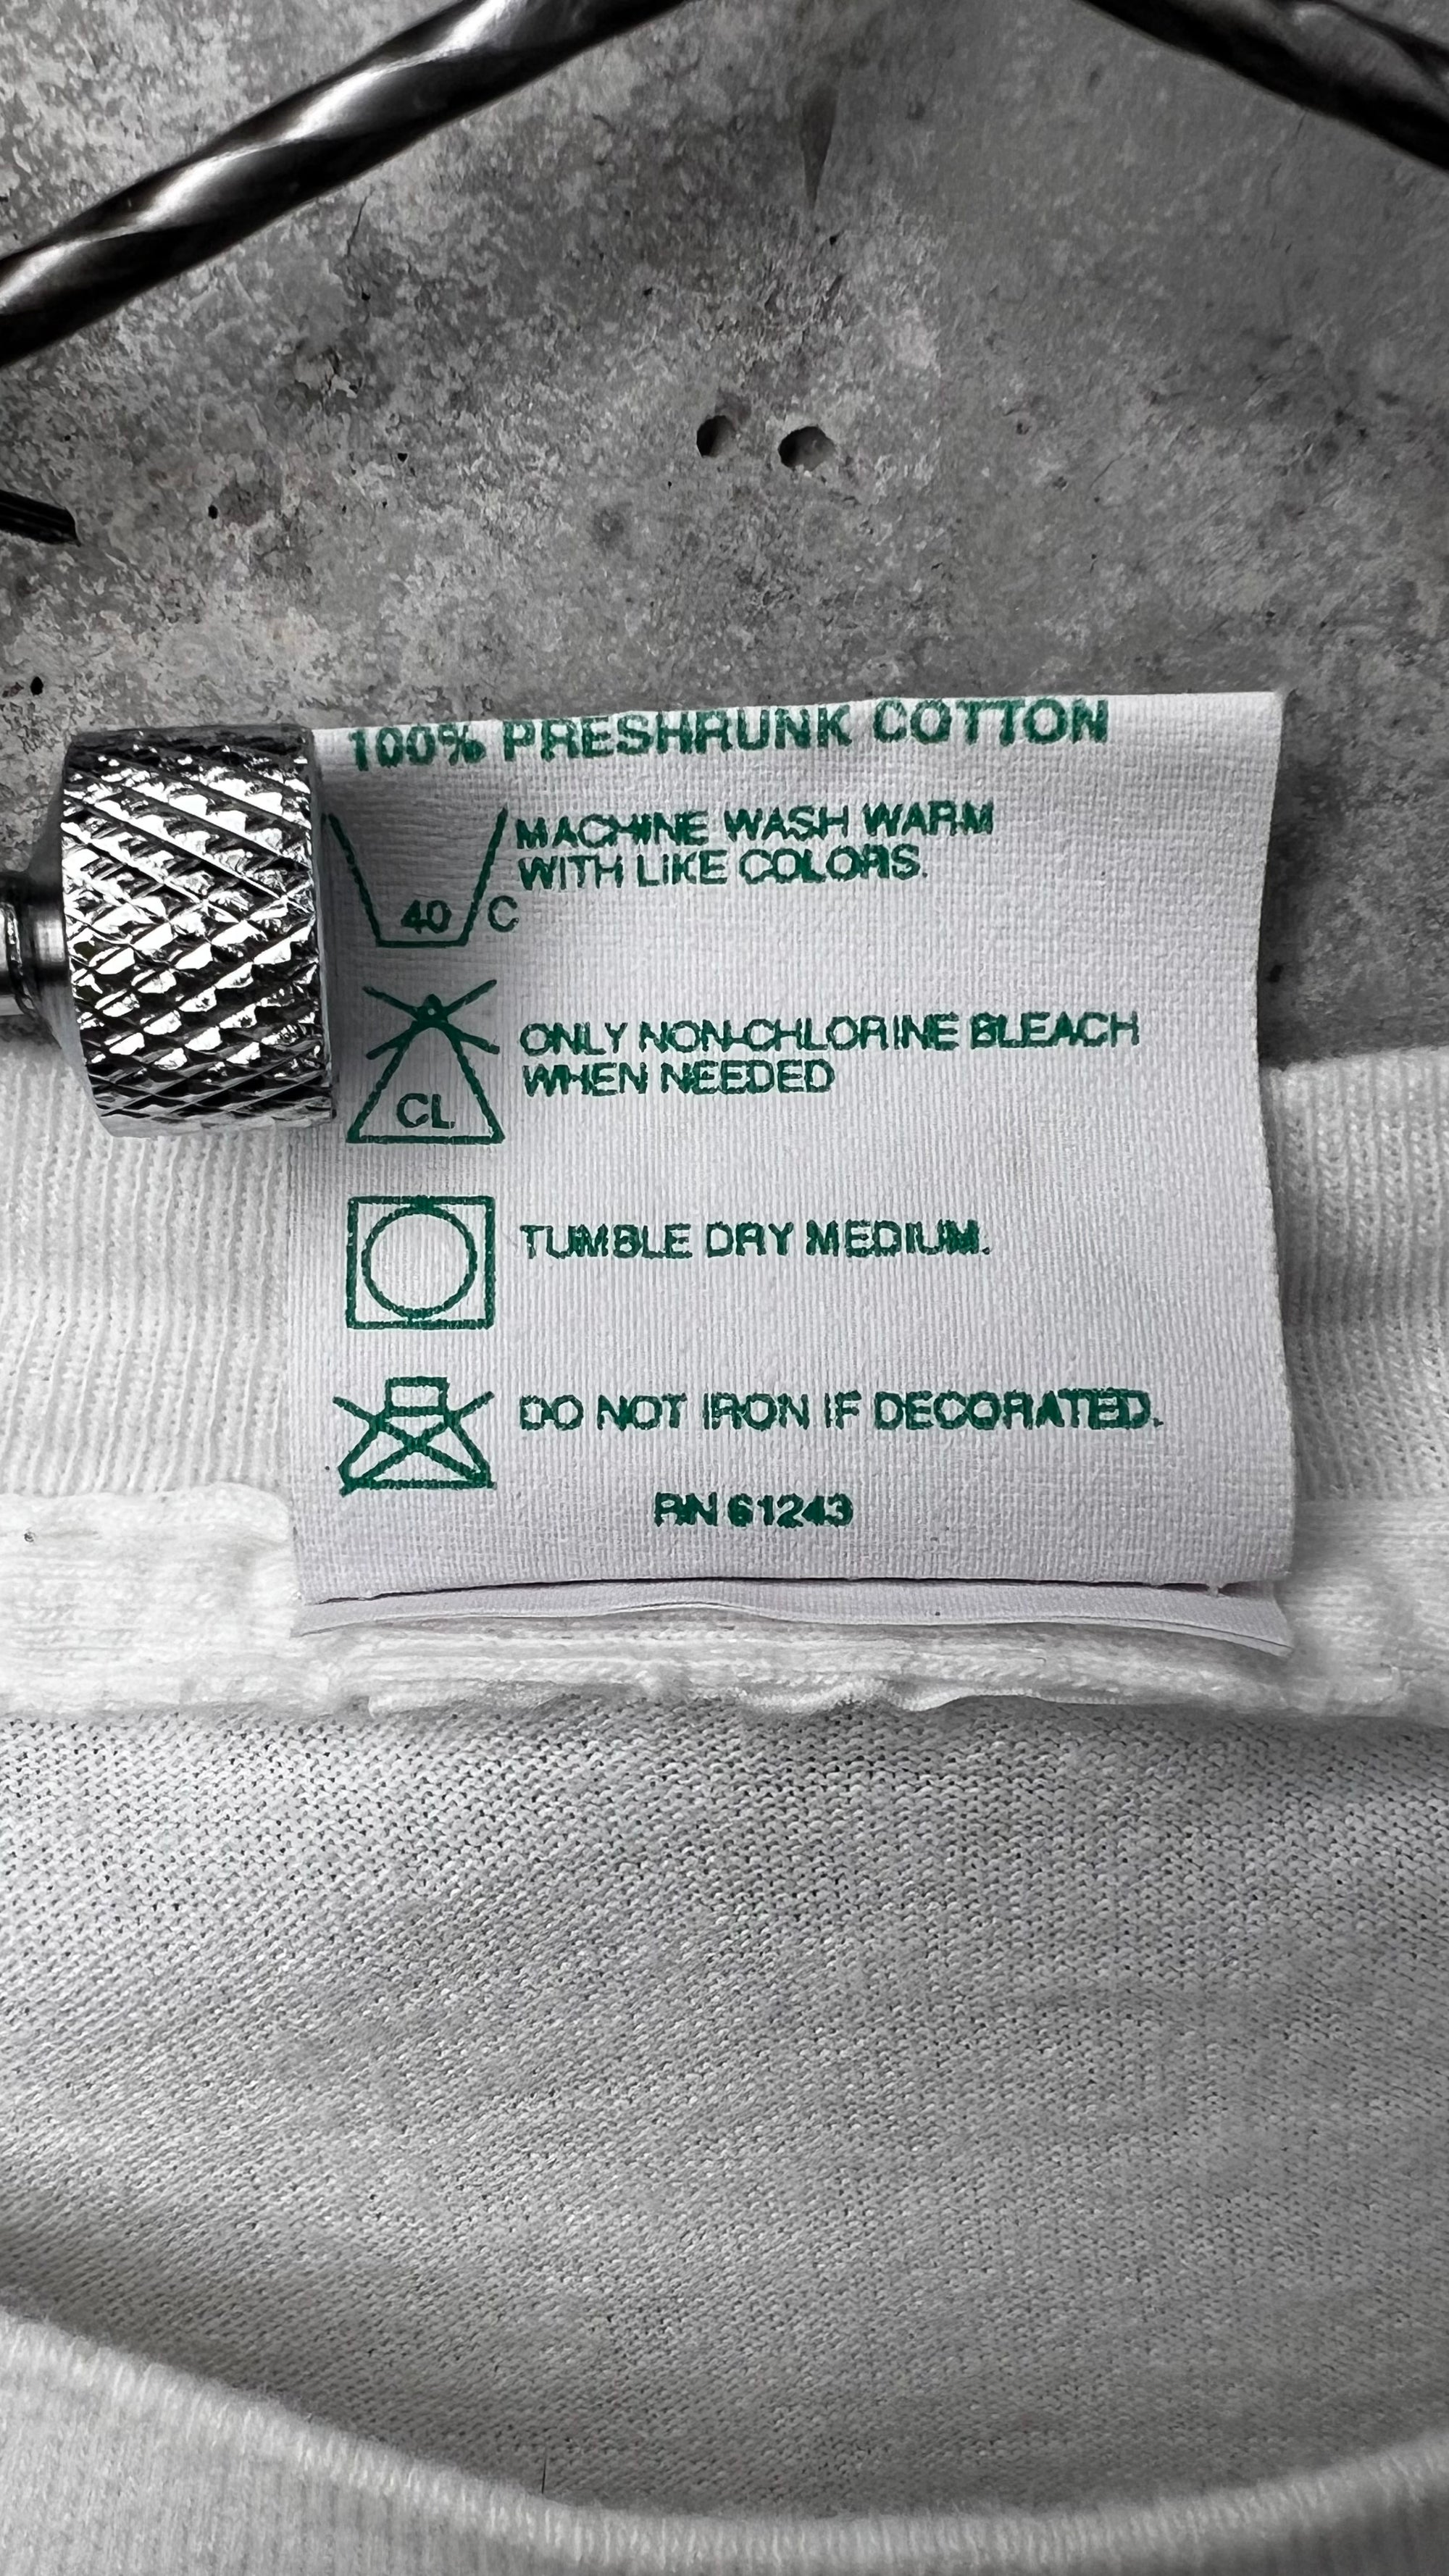 100% PRESHRUNK COTTON
MACHINE WASH WARM
WITH LIKE COLORS.
40 C
ONLY NON-CHLORINE BLEACH
WHEN NEEDED
CL
TUMBLE DRY MEDIUM.
DO NOT IRON IF DECORATED.
RN 61243